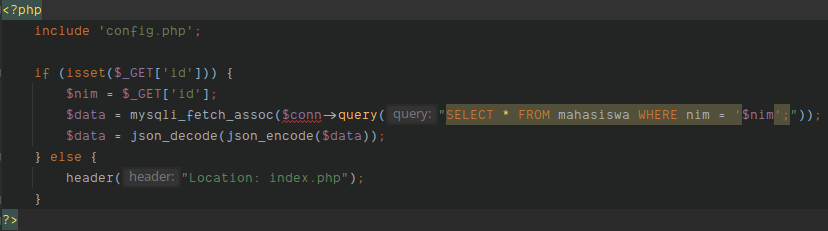 <?php
include 'config.php';
if (isset($_GET['id'])) {
$nim = $_GET['id'];
$data = mysqli_fetch_assoc($conn->query( query: "SELECT * FROM mahasiswa WHERE nim = '$nim';"));
$data = json_decode(json_encode($data));
} else {
header( header: "Location: index.php");
}
?>